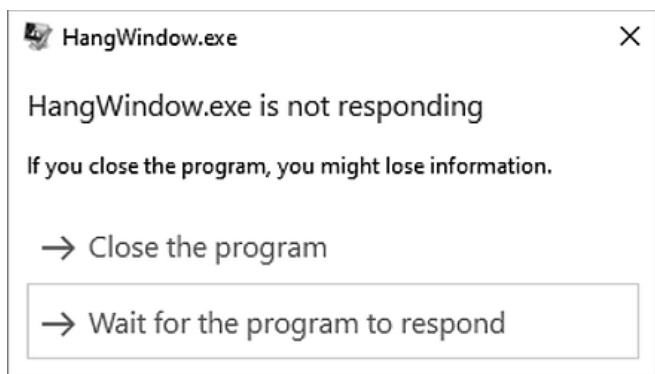 HangWindow.exe
HangWindow.exe is not responding
If you close the program, you might lose information.
→ Close the program
→ Wait for the program to respond